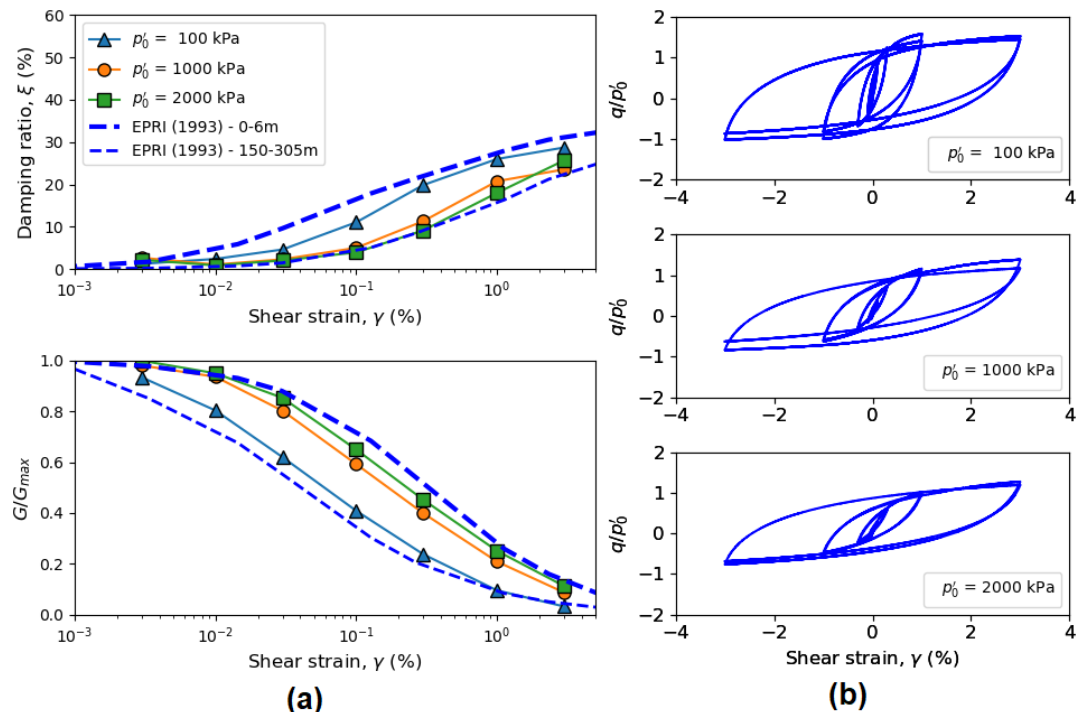 60
50
40
30
20
10
0
Damping ratio, ξ (%)
p′₀ = 100 kPa
p′₀ = 1000 kPa
p′₀ = 2000 kPa
EPRI (1993) - 0-6m
EPRI (1993) - 150-305m
10⁻³ 10⁻² 10⁻¹ 10⁰
Shear strain, γ (%)
1.0
0.8
0.6
0.4
0.2
0.0
G/Gₘₐₓ
10⁻³ 10⁻² 10⁻¹ 10⁰
Shear strain, γ (%)
(a)
2
1
0
−1
−2
q/p′₀
p′₀ = 100 kPa
−4 −2 0 2 4
2
1
0
−1
−2
q/p′₀
p′₀ = 1000 kPa
−4 −2 0 2 4
2
1
0
−1
−2
q/p′₀
p′₀ = 2000 kPa
−4 −2 0 2 4
Shear strain, γ (%)
(b)